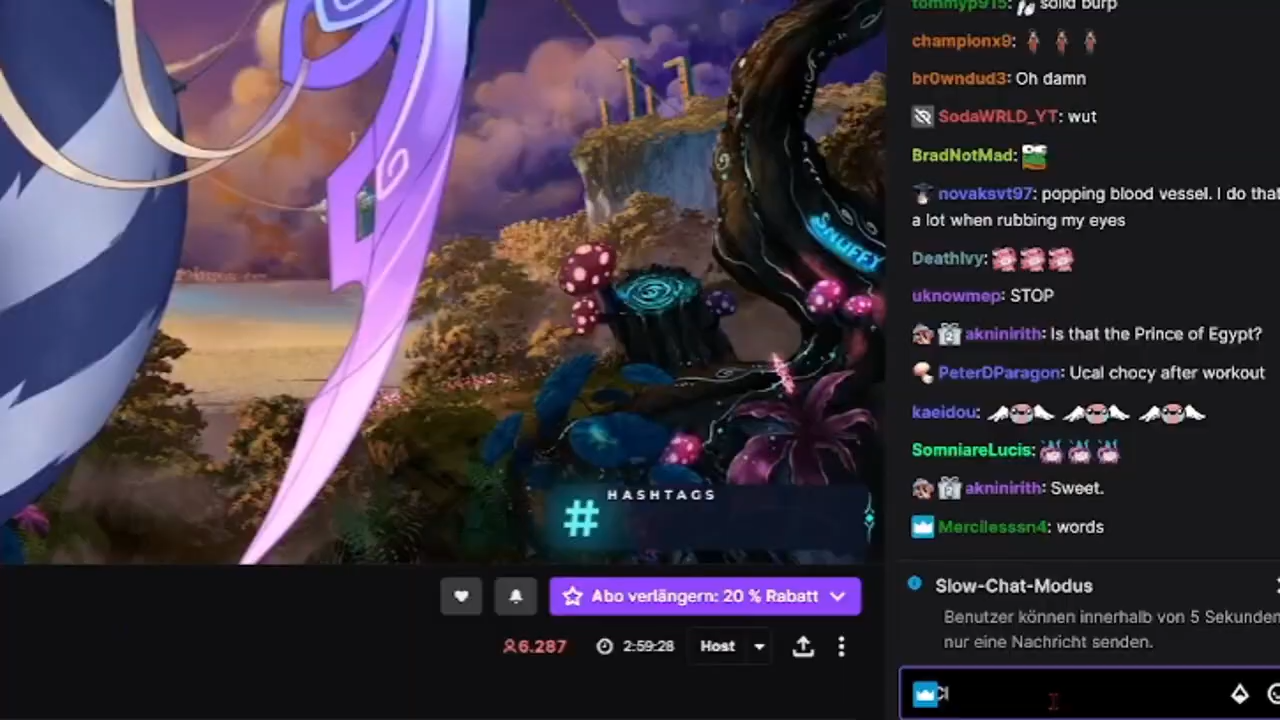 tommyp915: solid burp
championx9:
br0wndud3: Oh damn
SodaWRLD_YT: wut
BradNotMad:
novaksvt97: popping blood vessel. I do that
a lot when rubbing my eyes
DeathIvy:
uknowmep: STOP
akninirith: Is that the Prince of Egypt?
PeterDParagon: Ucal chocy after workout
kaeidou:
SomniareLucis:
akninirith: Sweet.
Mercilesssn4: words
SNUFFY
# HASHTAGS
Abo verlängern: 20 % Rabatt
6.287 2:59:28 Host
Slow-Chat-Modus
Benutzer können innerhalb von 5 Sekunden
nur eine Nachricht senden.